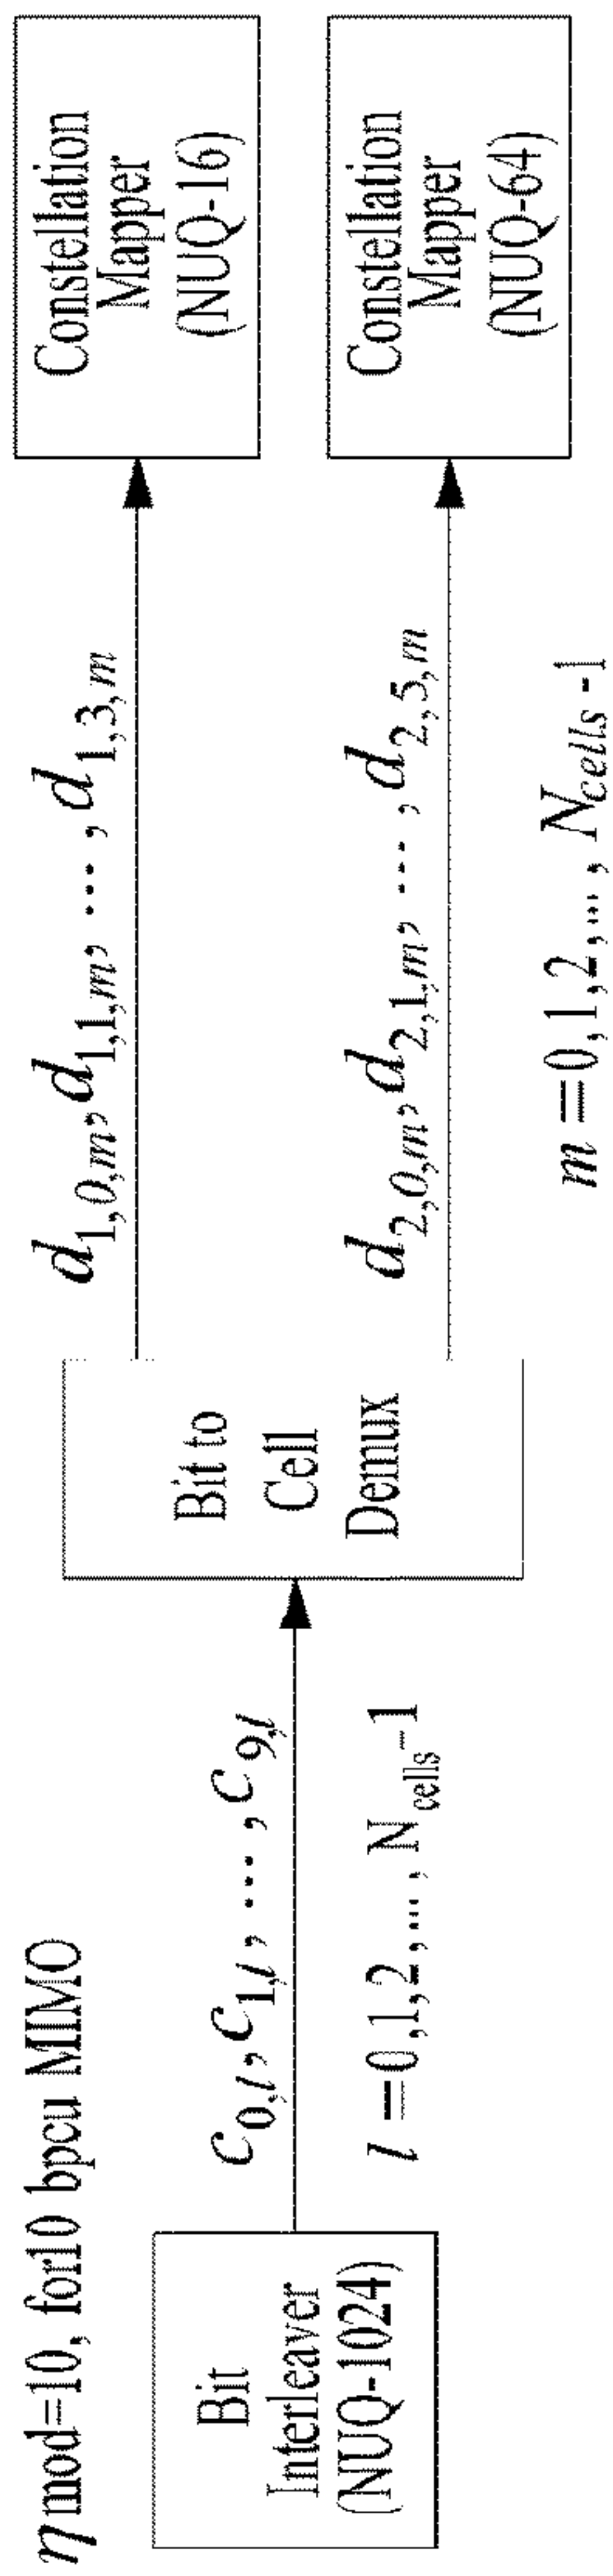 η mod=10, for10 bpcu MIMO
Bit
Interleaver
(NUQ-1024)
c0,l, c1,l, ..., c9,l
l =0,1,2,..., Ncells-1
Bit to
Cell
Demux
d1,0,m, d1,1,m, ..., d1,3,m
d2,0,m, d2,1,m, ..., d2,5,m
m =0,1,2,..., Ncells -1
Constellation
Mapper
(NUQ-16)
Constellation
Mapper
(NUQ-64)